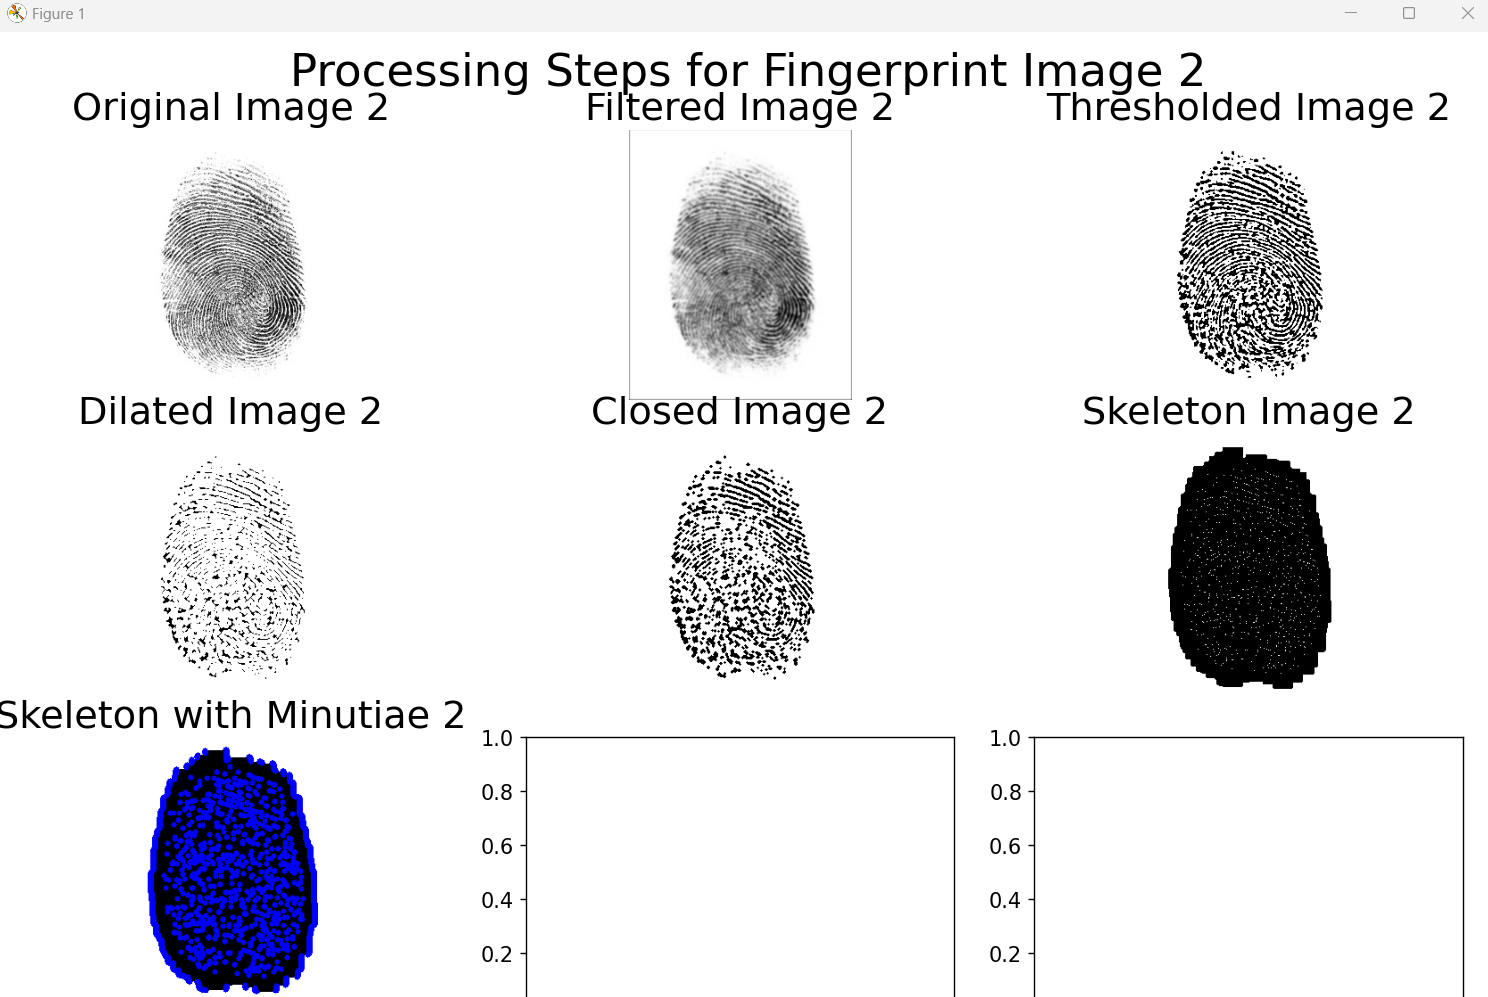 Figure 1
Processing Steps for Fingerprint Image 2
Original Image 2
Filtered Image 2
Thresholded Image 2
Dilated Image 2
Closed Image 2
Skeleton Image 2
Skeleton with Minutiae 2
1.0
0.8
0.6
0.4
0.2
1.0
0.8
0.6
0.4
0.2